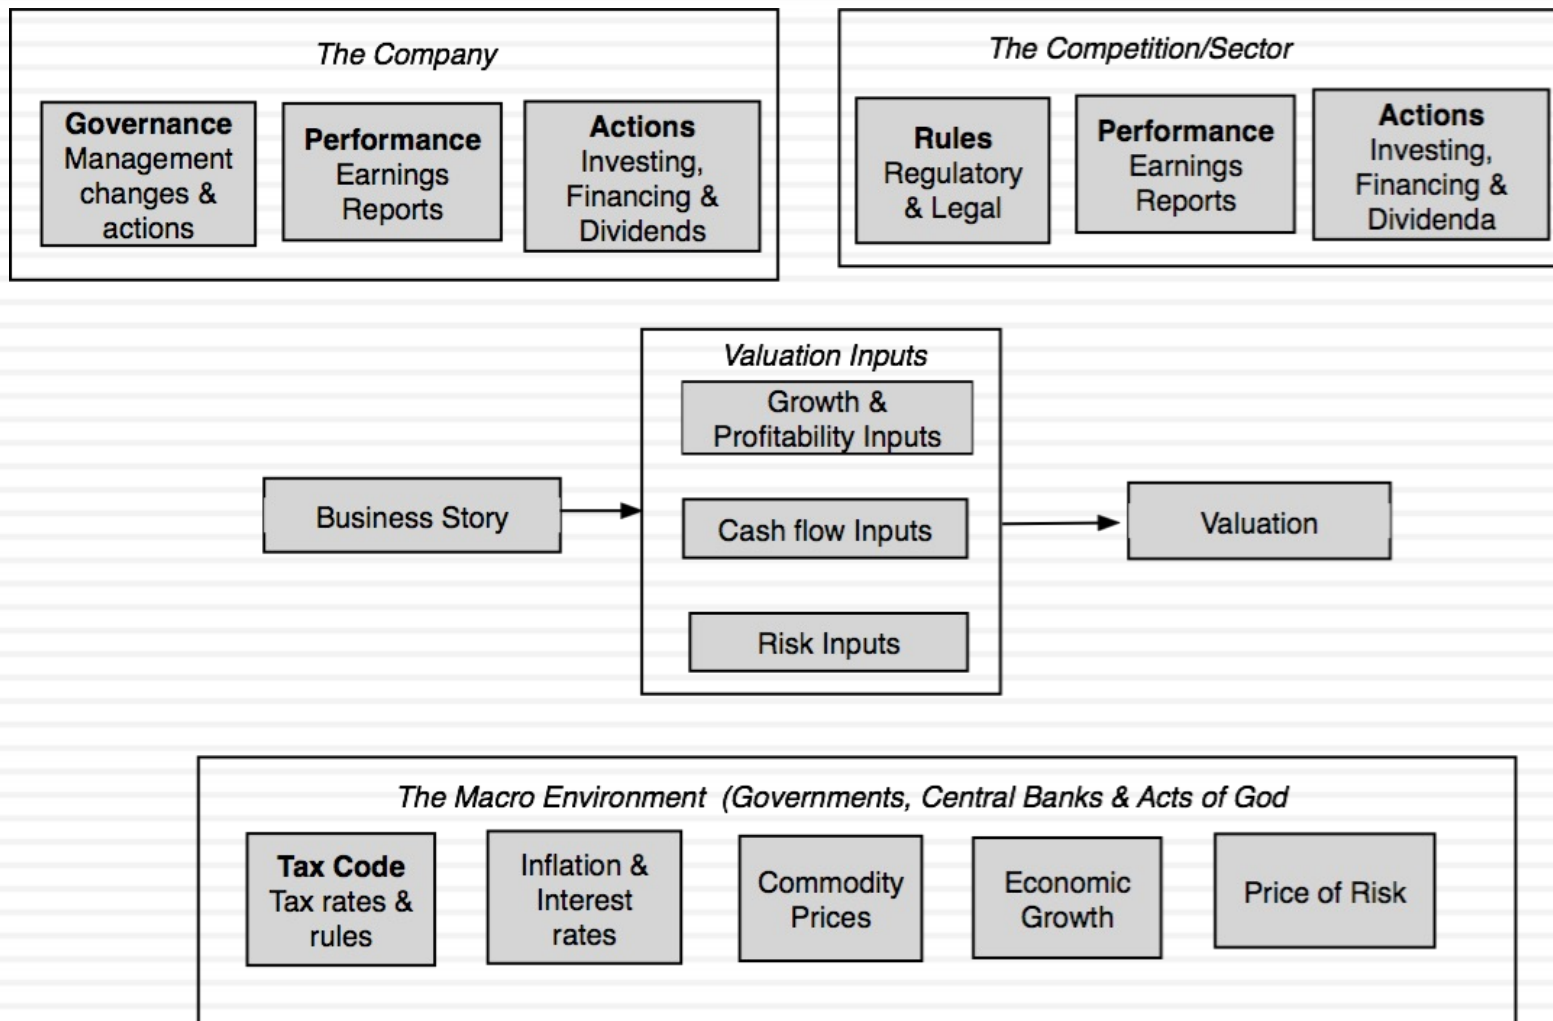 The Company
Governance
Management
changes &
actions
Performance
Earnings
Reports
Actions
Investing,
Financing &
Dividends
The Competition/Sector
Rules
Regulatory
& Legal
Performance
Earnings
Reports
Actions
Investing,
Financing &
Dividenda
Valuation Inputs
Growth &
Profitability Inputs
Business Story
Cash flow Inputs
Valuation
Risk Inputs
The Macro Environment (Governments, Central Banks & Acts of God
Tax Code
Tax rates &
rules
Inflation &
Interest
rates
Commodity
Prices
Economic
Growth
Price of Risk